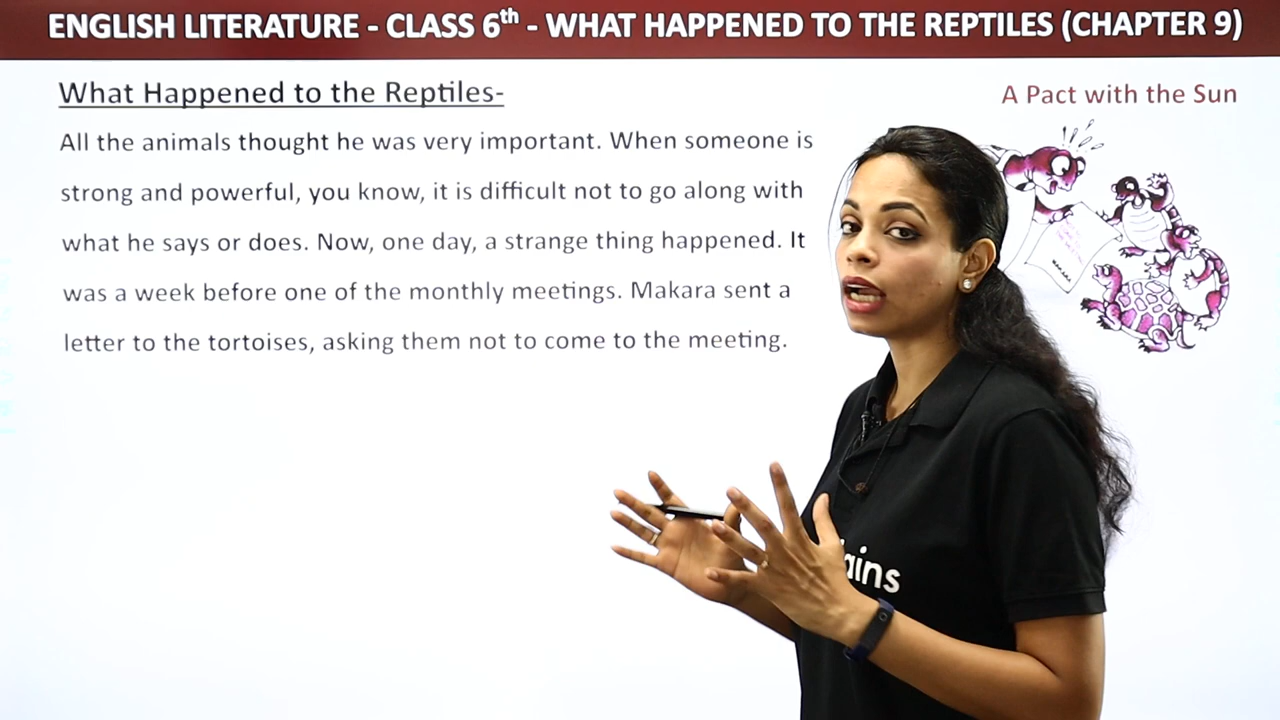 ENGLISH LITERATURE - CLASS 6th - WHAT HAPPENED TO THE REPTILES (CHAPTER 9)
What Happened to the Reptiles-
A Pact with the Sun
All the animals thought he was very important. When someone is
strong and powerful, you know, it is difficult not to go along with
what he says or does. Now, one day, a strange thing happened. It
was a week before one of the monthly meetings. Makara sent a
letter to the tortoises, asking them not to come to the meeting.